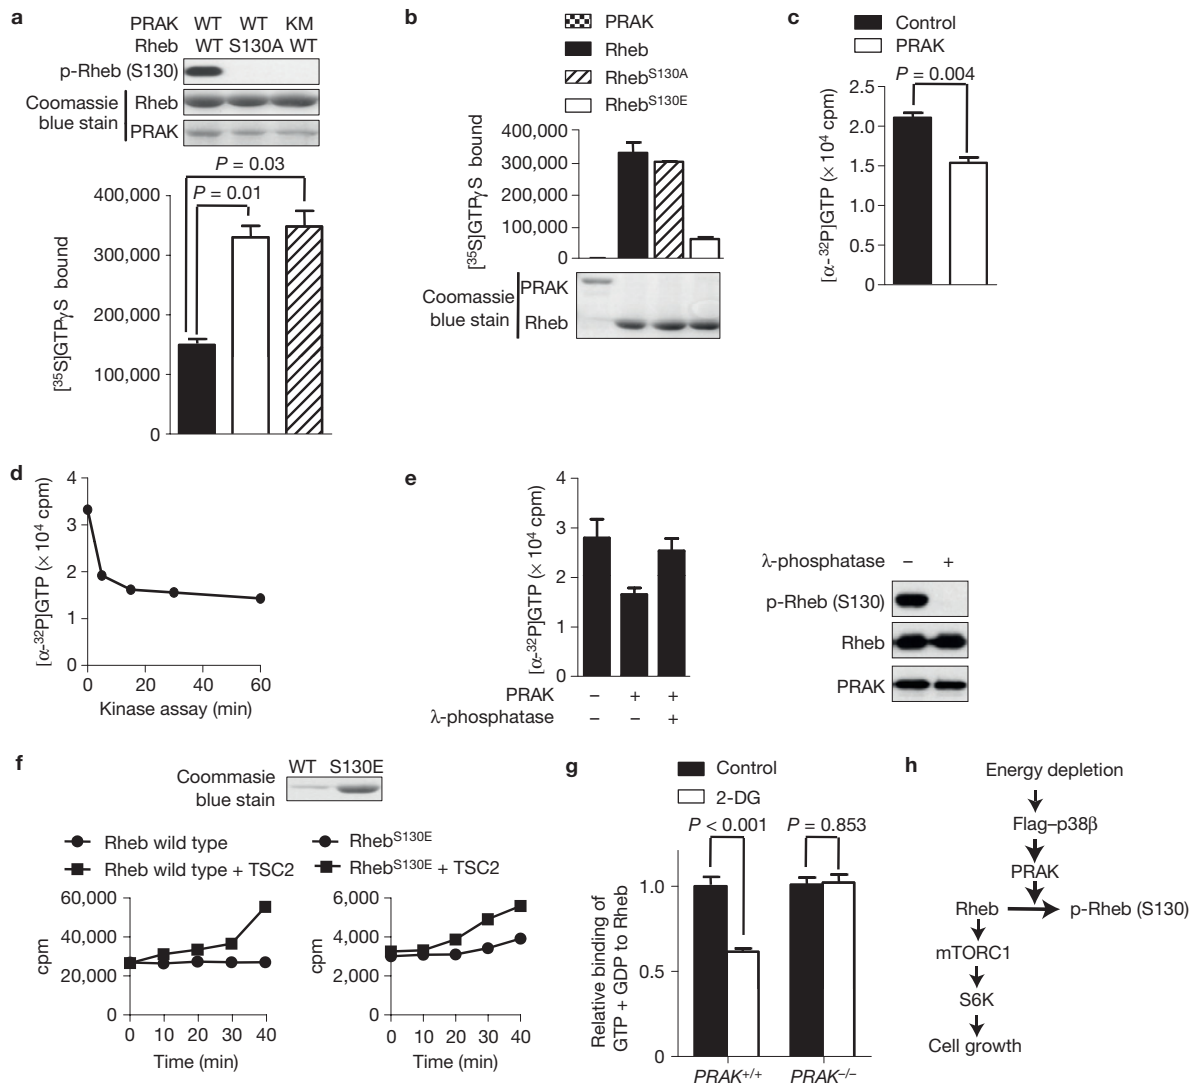 a
PRAK WT WT KM
Rheb WT S130A WT
p-Rheb (S130)
Coomassie blue stain
Rheb
PRAK
P = 0.03
P = 0.01
400,000
300,000
200,000
100,000
0
[35S]GTPγS bound
b
PRAK
Rheb
RhebS130A
RhebS130E
400,000
300,000
200,000
100,000
0
[35S]GTPγS bound
Coomassie blue stain
PRAK
Rheb
c
Control
PRAK
P = 0.004
2.5
2.0
1.5
1.0
0.5
0
[α-32P]GTP (× 104 cpm)
d
4
3
2
1
0
[α-32P]GTP (× 104 cpm)
0 20 40 60
Kinase assay (min)
e
4
3
2
1
0
[α-32P]GTP (× 104 cpm)
PRAK – + +
λ-phosphatase – – +
λ-phosphatase – +
p-Rheb (S130)
Rheb
PRAK
f
WT S130E
Coommasie
blue stain
Rheb wild type
Rheb wild type + TSC2
60,000
40,000
20,000
0
cpm
0 10 20 30 40
Time (min)
RhebS130E
RhebS130E + TSC2
6,000
4,000
2,000
0
cpm
0 10 20 30 40
Time (min)
g
Control
2-DG
P < 0.001 P = 0.853
1.0
0.5
0
Relative binding of
GTP + GDP to Rheb
PRAK+/+ PRAK–/–
h
Energy depletion
Flag–p38β
PRAK
Rheb p-Rheb (S130)
mTORC1
S6K
Cell growth